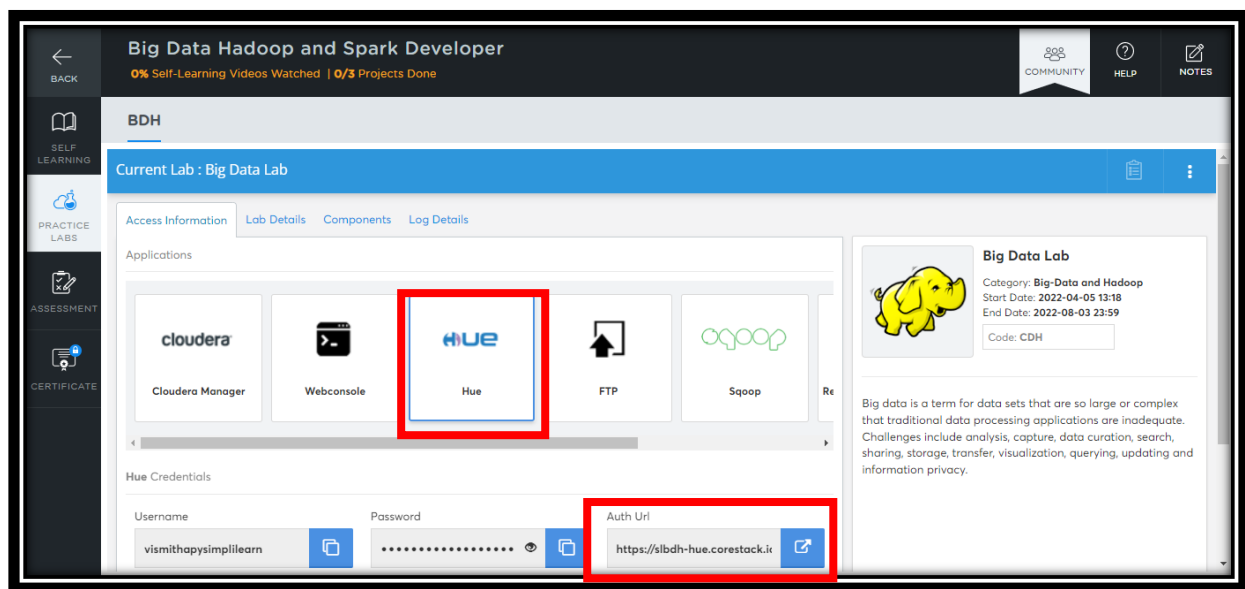 BACK
Big Data Hadoop and Spark Developer
0% Self-Learning Videos Watched | 0/3 Projects Done
COMMUNITY
HELP
NOTES
SELF
LEARNING
PRACTICE
LABS
ASSESSMENT
CERTIFICATE
BDH
Current Lab : Big Data Lab
Access Information
Lab Details
Components
Log Details
Applications
cloudera
Cloudera Manager
Webconsole
HUE
Hue
FTP
sqoop
Sqoop
Re
Hue Credentials
Username
vismithapysimplilearn
Password
••••••••••••••••••
Auth Url
https://slbdh-hue.corestack.ic
Big Data Lab
Category: Big-Data and Hadoop
Start Date: 2022-04-05 13:18
End Date: 2022-08-03 23:59
Code: CDH
Big data is a term for data sets that are so large or complex
that traditional data processing applications are inadequate.
Challenges include analysis, capture, data curation, search,
sharing, storage, transfer, visualization, querying, updating and
information privacy.